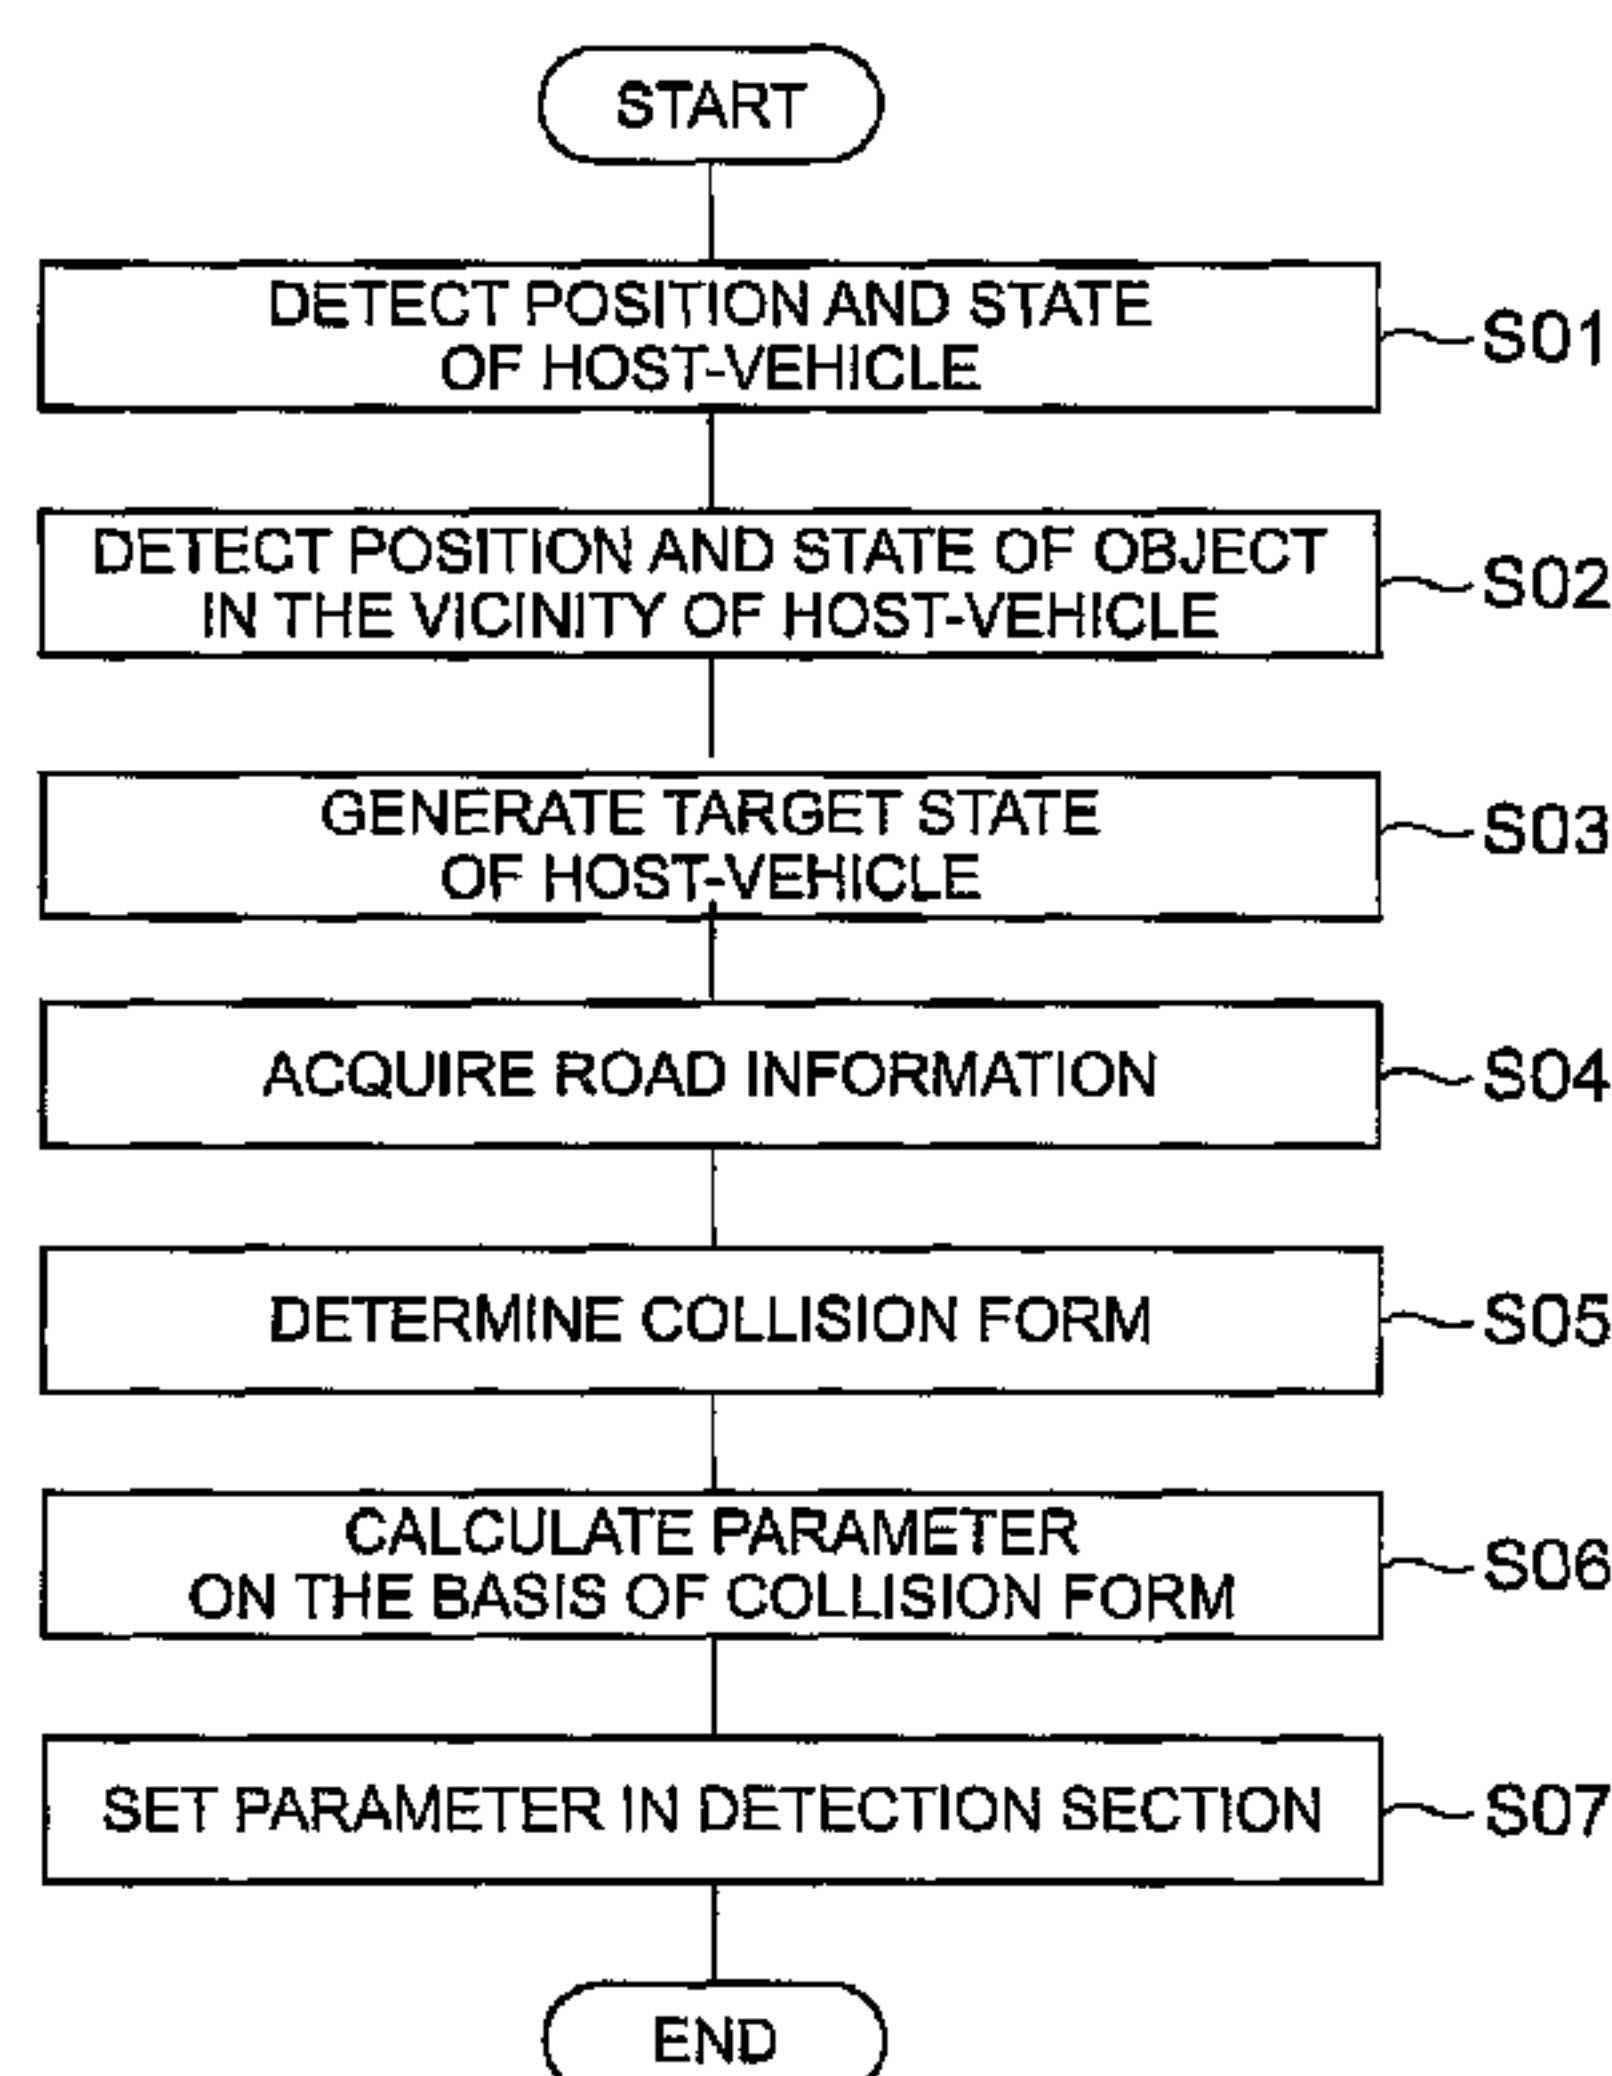 START
DETECT POSITION AND STATE
OF HOST-VEHICLE
S01
DETECT POSITION AND STATE OF OBJECT
IN THE VICINITY OF HOST-VEHICLE
S02
GENERATE TARGET STATE
OF HOST-VEHICLE
S03
ACQUIRE ROAD INFORMATION
S04
DETERMINE COLLISION FORM
S05
CALCULATE PARAMETER
ON THE BASIS OF COLLISION FORM
S06
SET PARAMETER IN DETECTION SECTION
S07
END